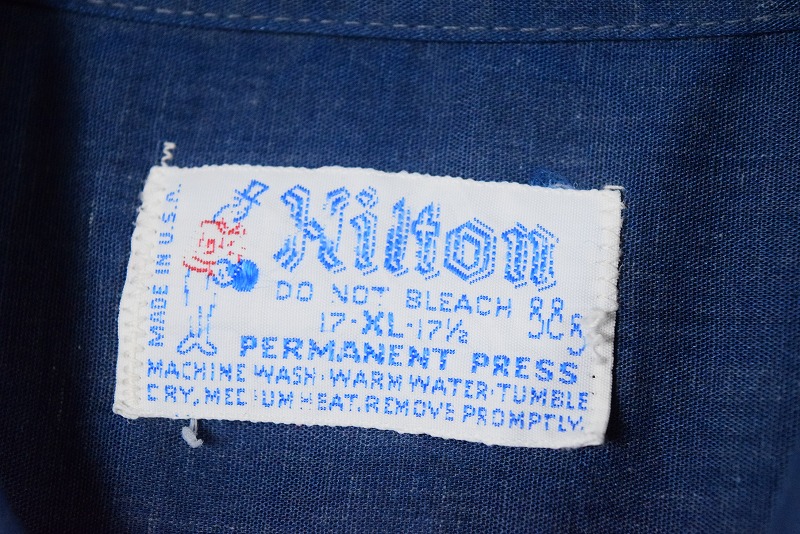 MADE IN U.S.A.
Hilton
DO NOT BLEACH
17·XL·17½
PERMANENT PRESS
MACHINE WASH·WARM WATER·TUMBLE
DRY, MEDIUM HEAT. REMOVE PROMPTLY.